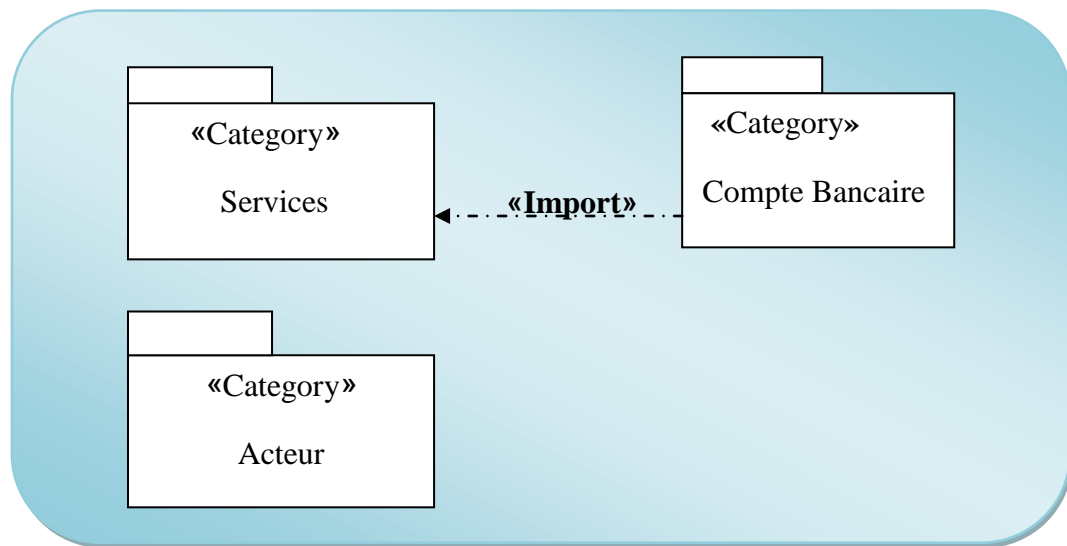 «Category»
Services
«Import»
«Category»
Compte Bancaire
«Category»
Acteur